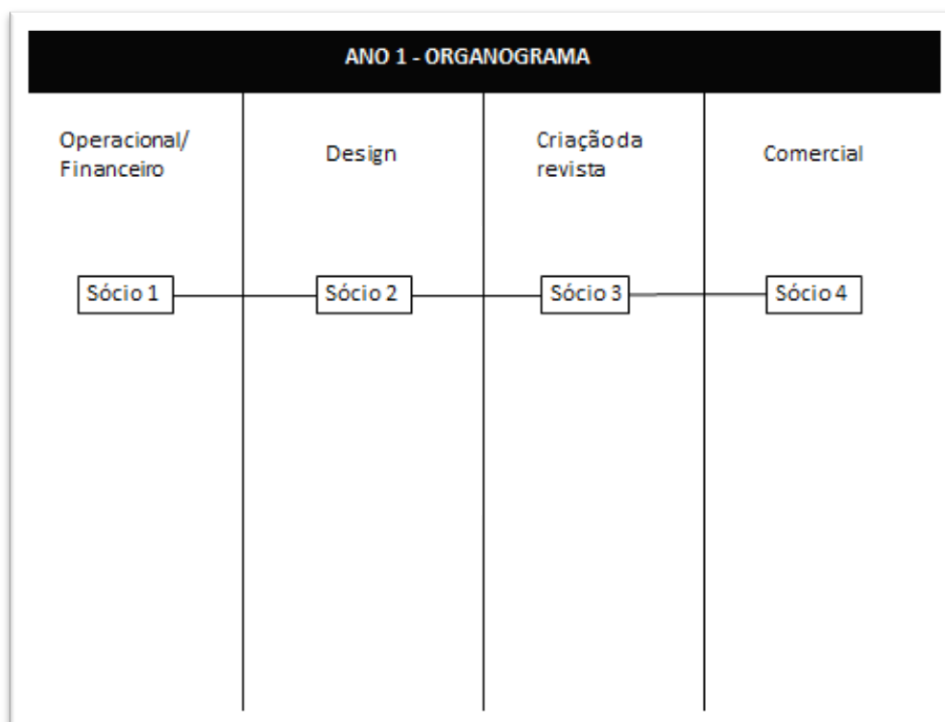 ANO 1 - ORGANOGRAMA
Operacional/
Financeiro
Design
Criação da
revista
Comercial
Sócio 1
Sócio 2
Sócio 3
Sócio 4